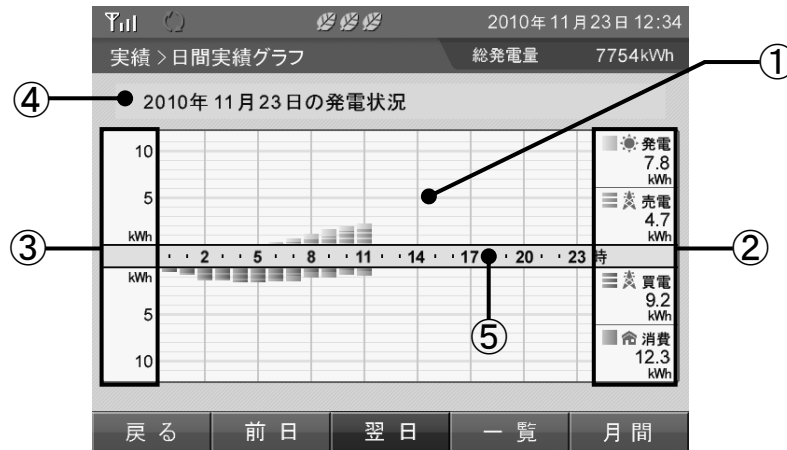 2010年11月23日 12:34
実績 > 日間実績グラフ 総発電量 7754kWh
①
④ 2010年 11月23日の発電状況
10
5
kWh
発電
7.8
kWh
売電
4.7
kWh
③ ②
2 5 8 11 14 17 20 23 時
kWh
5
10
買電
9.2
kWh
消費
12.3
kWh
⑤
戻る 前日 翌日 一覧 月間